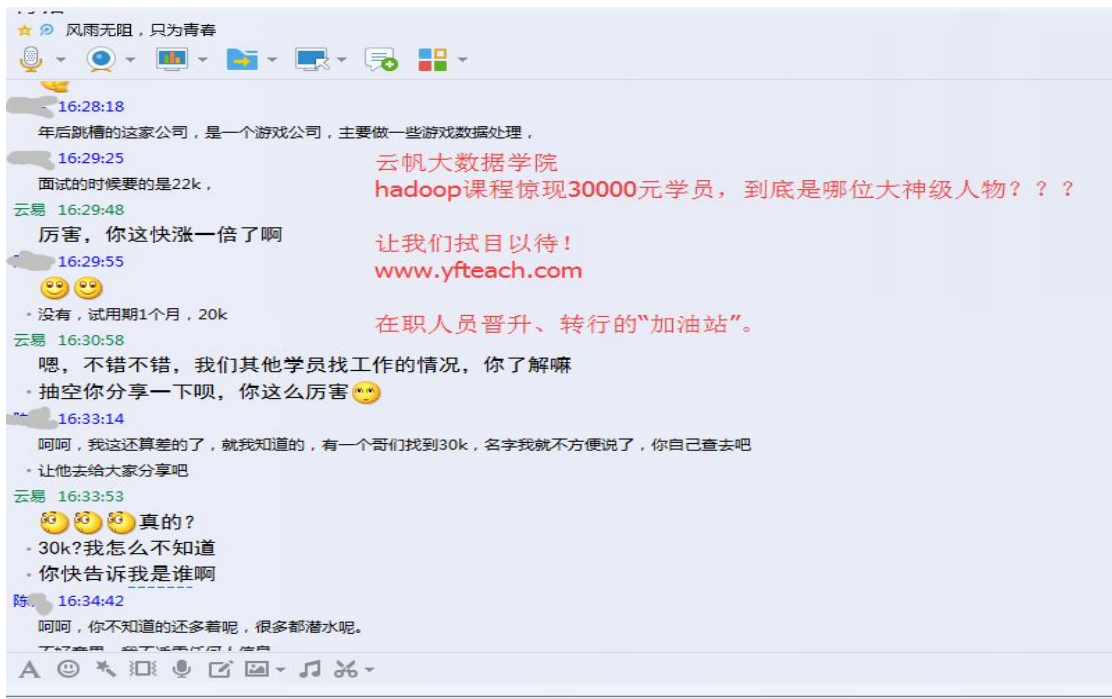 风雨无阻，只为青春
16:28:18
年后跳槽的这家公司，是一个游戏公司，主要做一些游戏数据处理，
16:29:25
面试的时候要的是22k，
云易 16:29:48
厉害，你这快涨一倍了啊
16:29:55
·没有，试用期1个月，20k
云易 16:30:58
嗯，不错不错，我们其他学员找工作的情况，你了解嘛
·抽空你分享一下呗，你这么厉害
16:33:14
呵呵，我这还算差的了，就我知道的，有一个哥们找到30k，名字我就不方便说了，你自己查去吧
·让他去给大家分享吧
云易 16:33:53
真的?
·30k?我怎么不知道
·你快告诉我是谁啊
陈 16:34:42
呵呵，你不知道的还多着呢，很多都潜水呢。
云帆大数据学院
hadoop课程惊现30000元学员，到底是哪位大神级人物？？？
让我们拭目以待！
www.yfteach.com
在职人员晋升、转行的“加油站”。